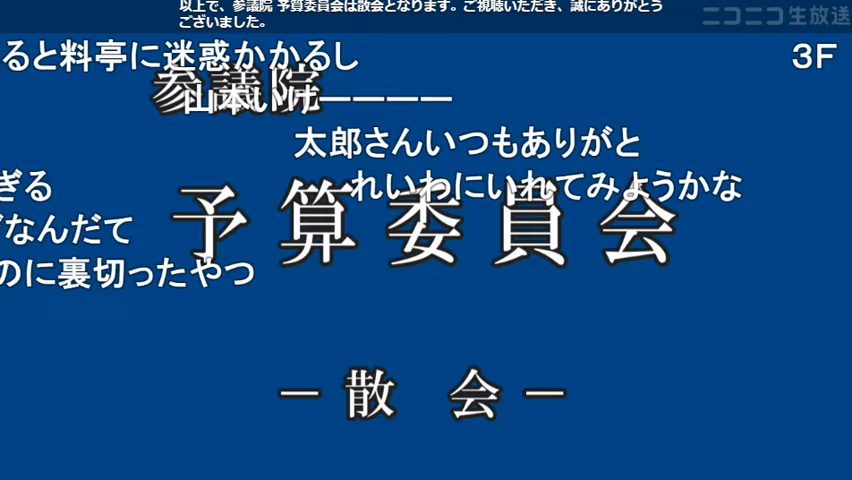 以上で、参議院 予算委員会は散会となります。ご視聴いただき、誠にありがとう
ございました。
ニコニコ生放送
ると料亭に迷惑かかるし
3F
参議院
山本いけーーーー
太郎さんいつもありがと
ぎる
れいわにいれてみようかな
予算委員会
なんだて
のに裏切ったやつ
－散　会－